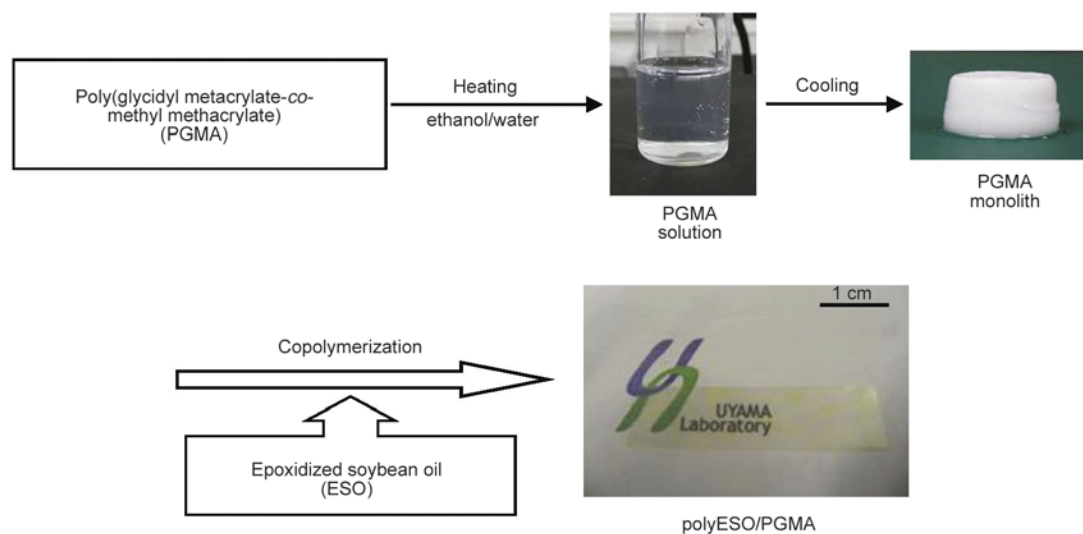 Poly(glycidyl metacrylate-co-
methyl methacrylate)
(PGMA)
Heating
ethanol/water
Cooling
PGMA
solution
PGMA
monolith
1 cm
Copolymerization
UYAMA
Laboratory
Epoxidized soybean oil
(ESO)
polyESO/PGMA